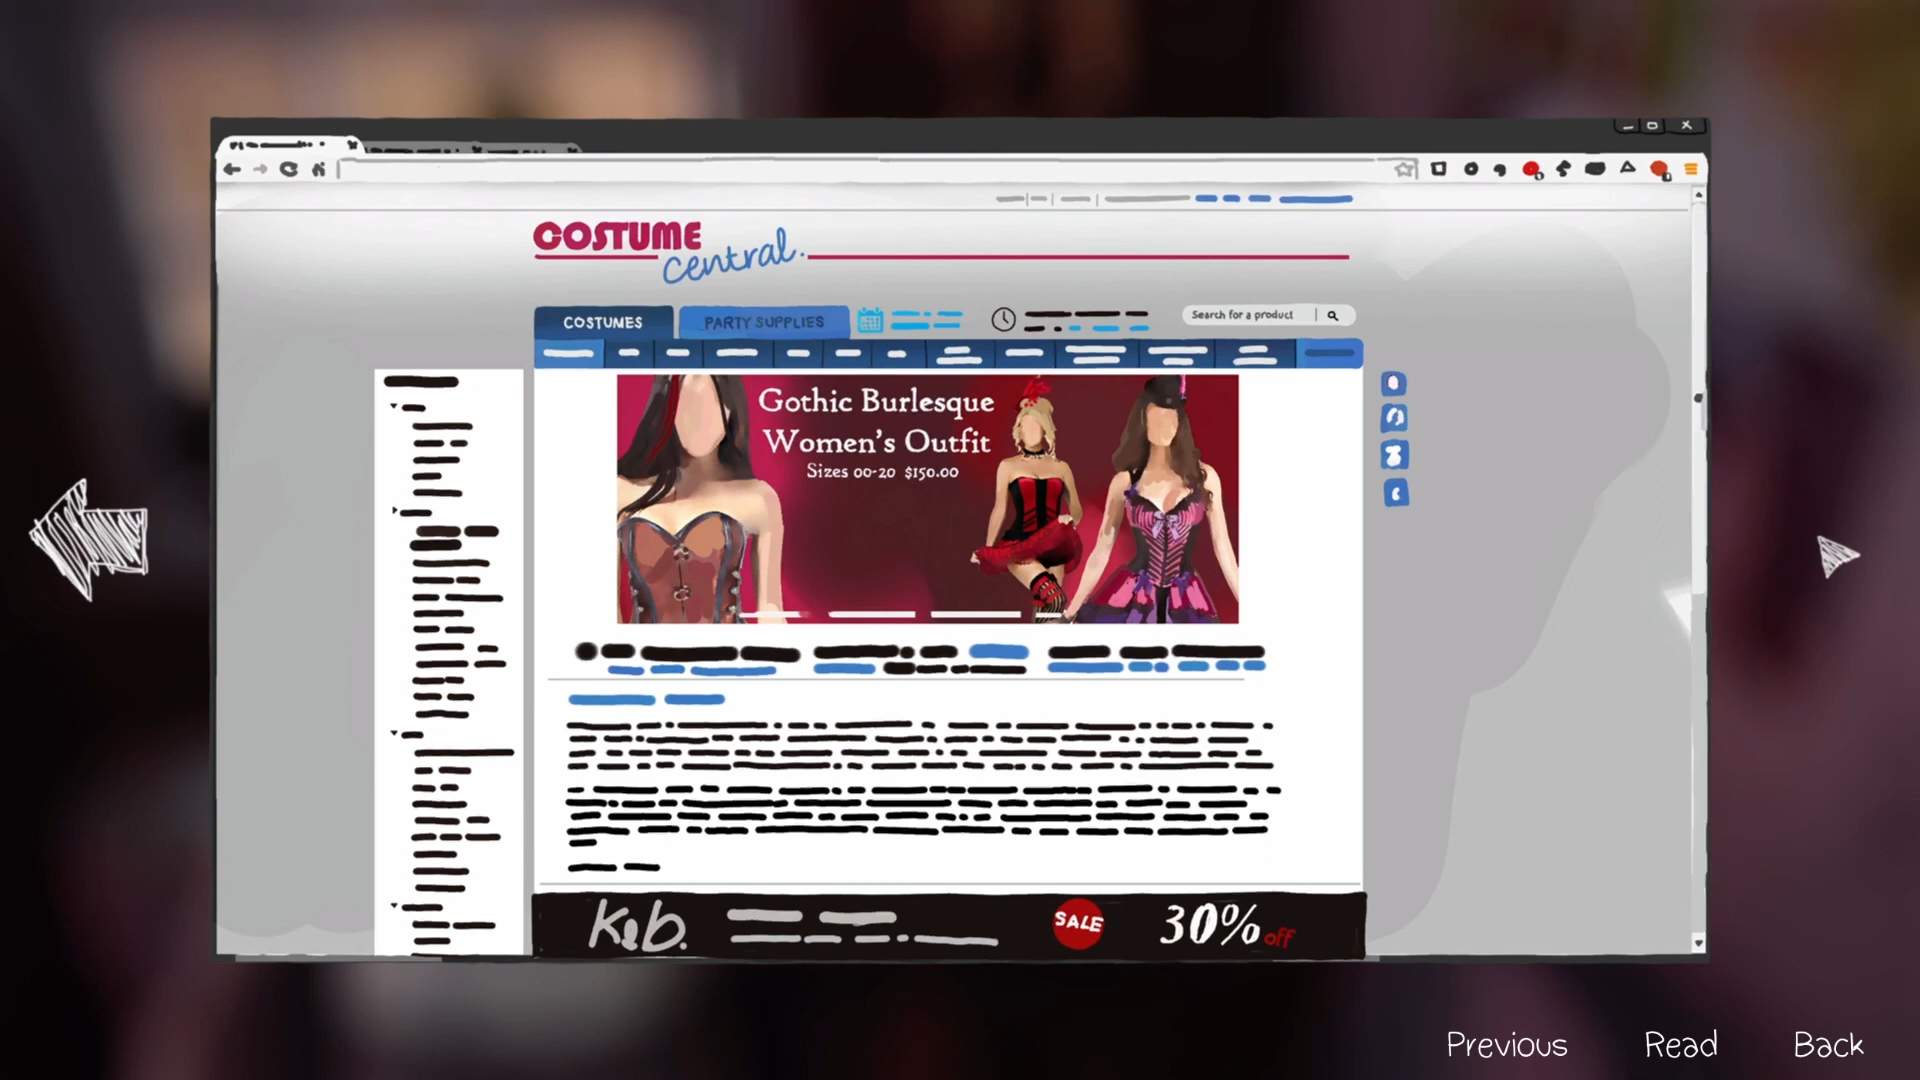 COSTUME
central.
COSTUMES
PARTY SUPPLIES
Search for a product
Gothic Burlesque
Women's Outfit
Sizes 00-20 $150.00
K&b.
SALE
30% off
Previous
Read
Back